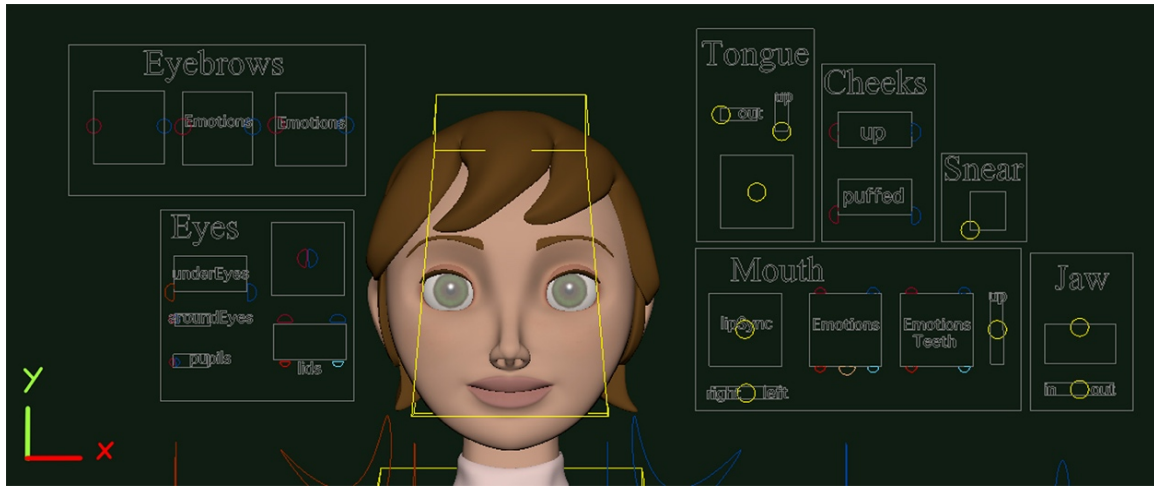 Eyebrows
Emotions
Emotions
Eyes
underEyes
aroundEyes
pupils
lids
Tongue
out
up
Cheeks
up
puffed
Snear
Mouth
lipSync
Emotions
Emotions
Teeth
up
right left
Jaw
in out
y
x